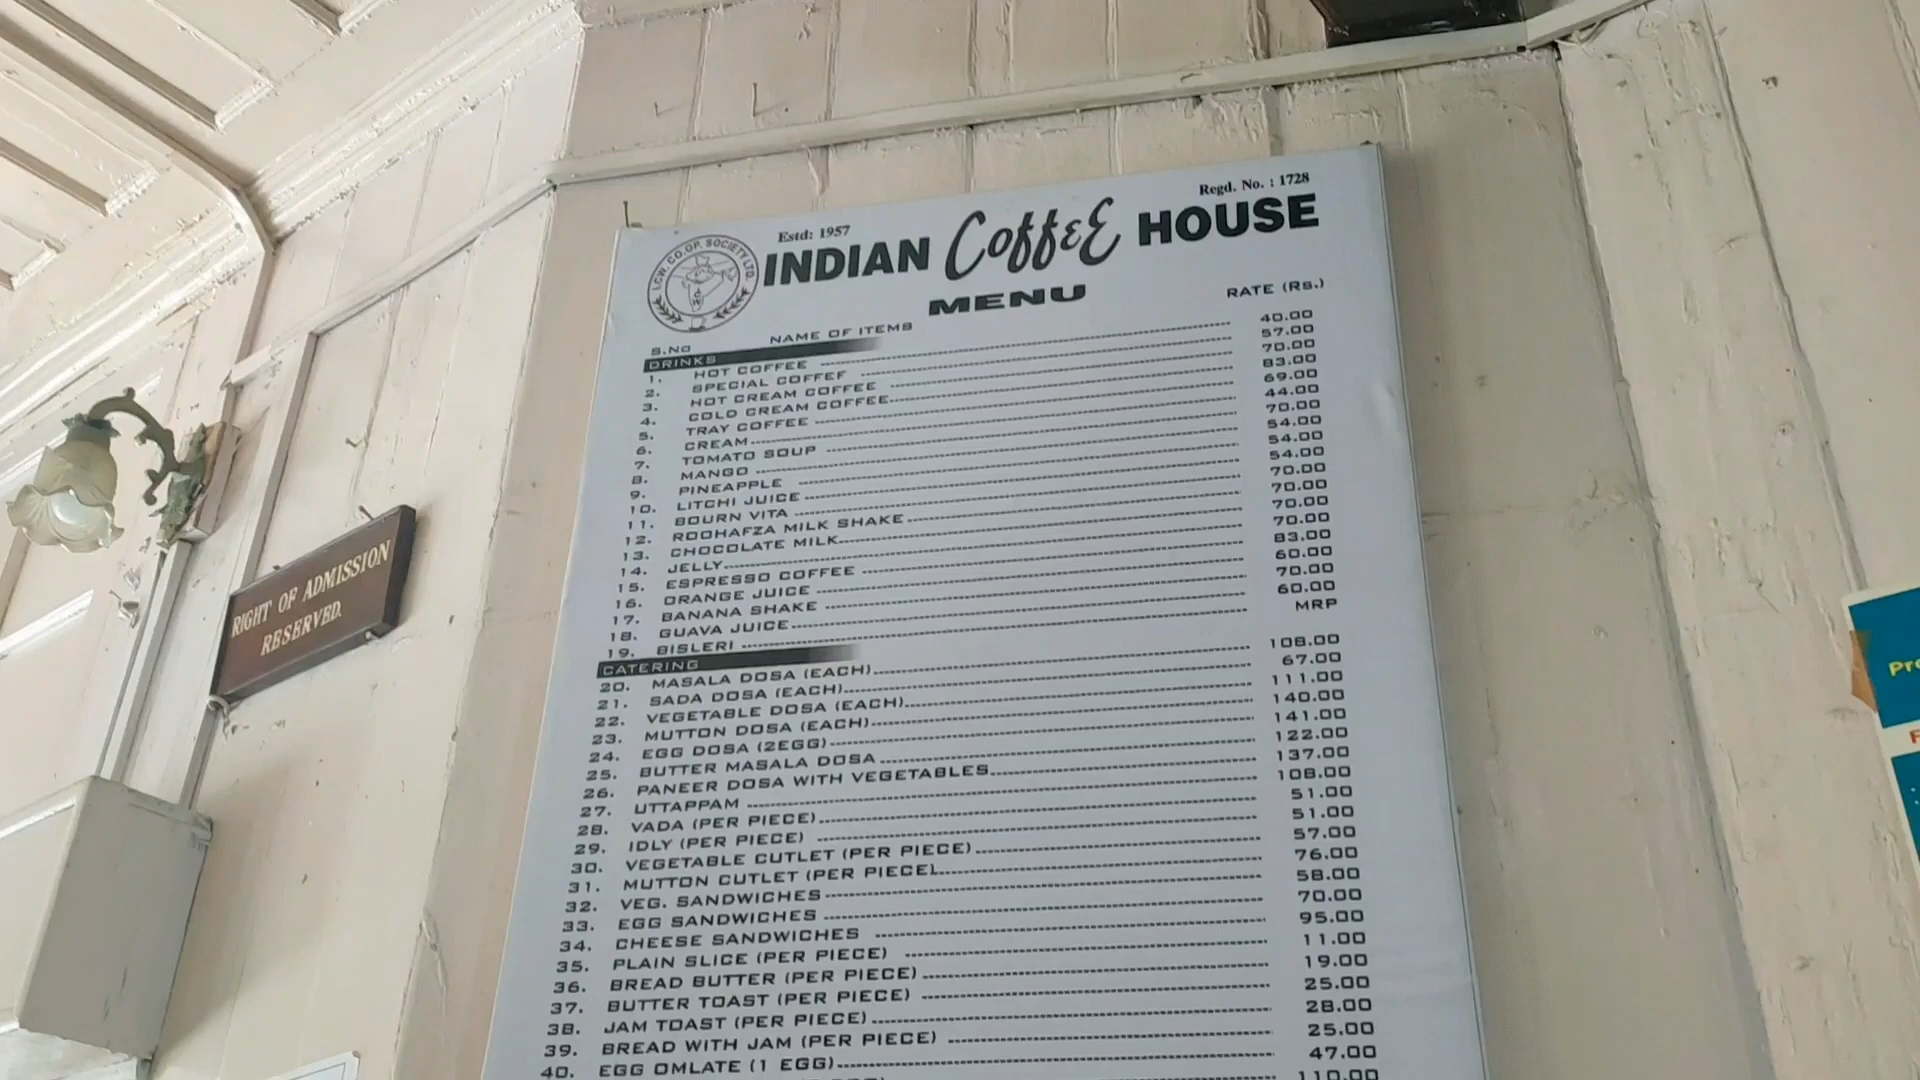 Estd: 1957
Regd. No. : 1728
I.C.W. CO.OP. SOCIETY LTD.
INDIAN Coffee HOUSE
MENU
S.NO NAME OF ITEMS RATE (Rs.)
DRINKS
1. HOT COFFEE 40.00
2. SPECIAL COFFEE 57.00
3. HOT CREAM COFFEE 70.00
4. COLD CREAM COFFEE 83.00
5. TRAY COFFEE 69.00
6. CREAM 44.00
7. TOMATO SOUP 70.00
8. MANGO 54.00
9. PINEAPPLE 54.00
10. LITCHI JUICE 54.00
11. BOURN VITA 70.00
12. ROOHAFZA MILK SHAKE 70.00
13. CHOCOLATE MILK 70.00
14. JELLY 70.00
15. ESPRESSO COFFEE 83.00
16. ORANGE JUICE 60.00
17. BANANA SHAKE 70.00
18. GUAVA JUICE 60.00
19. BISLERI MRP
CATERING
20. MASALA DOSA (EACH) 108.00
21. SADA DOSA (EACH) 67.00
22. VEGETABLE DOSA (EACH) 111.00
23. MUTTON DOSA (EACH) 140.00
24. EGG DOSA (2EGG) 141.00
25. BUTTER MASALA DOSA 122.00
26. PANEER DOSA WITH VEGETABLES 137.00
27. UTTAPPAM 108.00
28. VADA (PER PIECE) 51.00
29. IDLY (PER PIECE) 51.00
30. VEGETABLE CUTLET (PER PIECE) 57.00
31. MUTTON CUTLET (PER PIECE) 76.00
32. VEG. SANDWICHES 58.00
33. EGG SANDWICHES 70.00
34. CHEESE SANDWICHES 95.00
35. PLAIN SLICE (PER PIECE) 11.00
36. BREAD BUTTER (PER PIECE) 19.00
37. BUTTER TOAST (PER PIECE) 25.00
38. JAM TOAST (PER PIECE) 28.00
39. BREAD WITH JAM (PER PIECE) 25.00
40. EGG OMLATE (1 EGG) 47.00
110.00
RIGHT OF ADMISSION
RESERVED.